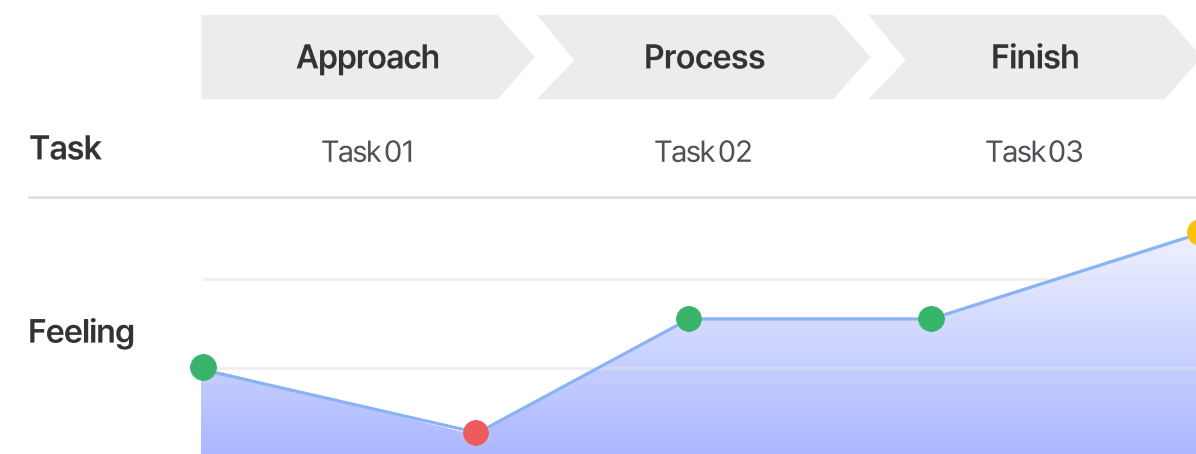 Approach
Process
Finish
Task
Task 01
Task 02
Task 03
Feeling